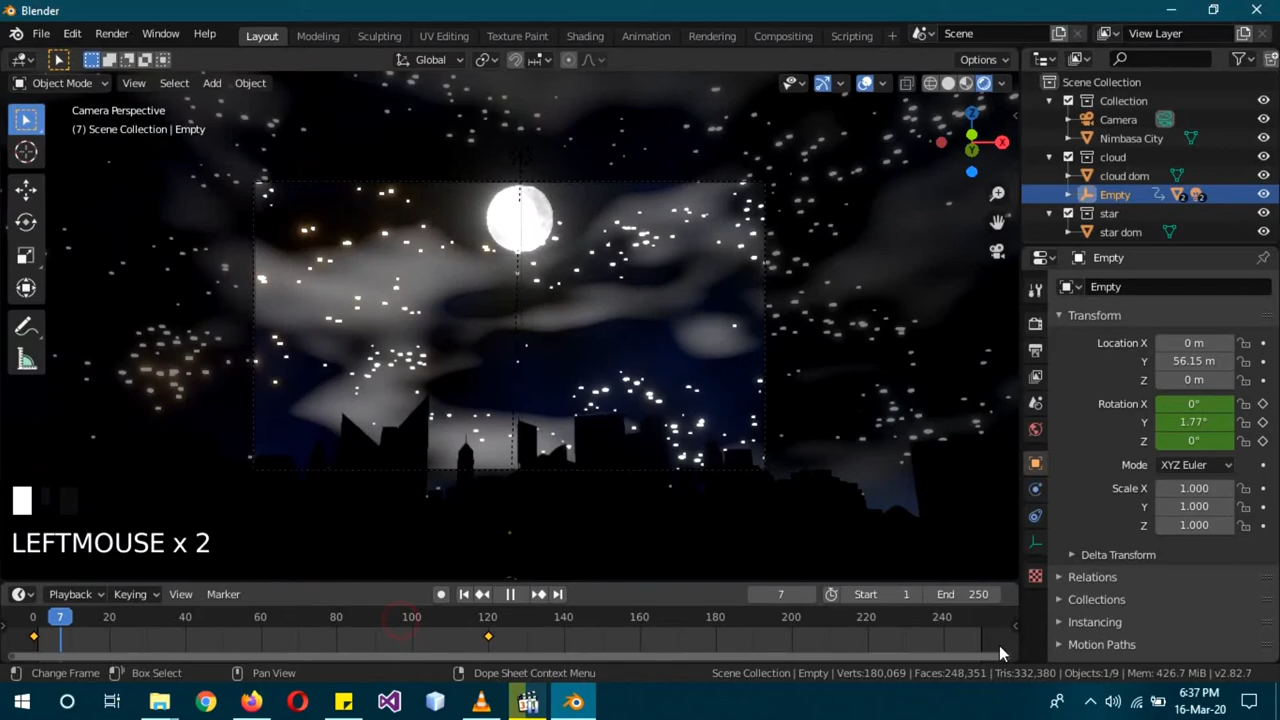 Blender
File Edit Render Window Help
Layout Modeling Sculpting UV Editing Texture Paint Shading Animation Rendering Compositing Scripting
Scene
View Layer
Global
Options
Object Mode View Select Add Object
Camera Perspective
(7) Scene Collection | Empty
X
Y
Z
Scene Collection
Collection
Camera
Nimbasa City
cloud
cloud dom
Empty
2 2
star
star dom
Empty
Empty
Transform
Location X 0 m
Y 56.15 m
Z 0 m
Rotation X 0°
Y 1.77°
Z 0°
Mode XYZ Euler
Scale X 1.000
Y 1.000
Z 1.000
Delta Transform
Relations
Collections
Instancing
Motion Paths
LEFTMOUSE x 2
Playback Keying View Marker
7 Start 1 End 250
0 7 20 40 60 80 100 120 140 160 180 200 220 240
Change Frame Box Select Pan View Dope Sheet Context Menu
Scene Collection | Empty | Verts:180,069 | Faces:248,351 | Tris:332,380 | Objects:1/9 | Mem: 426.7 MiB | v2.82.7
6:37 PM
16-Mar-20